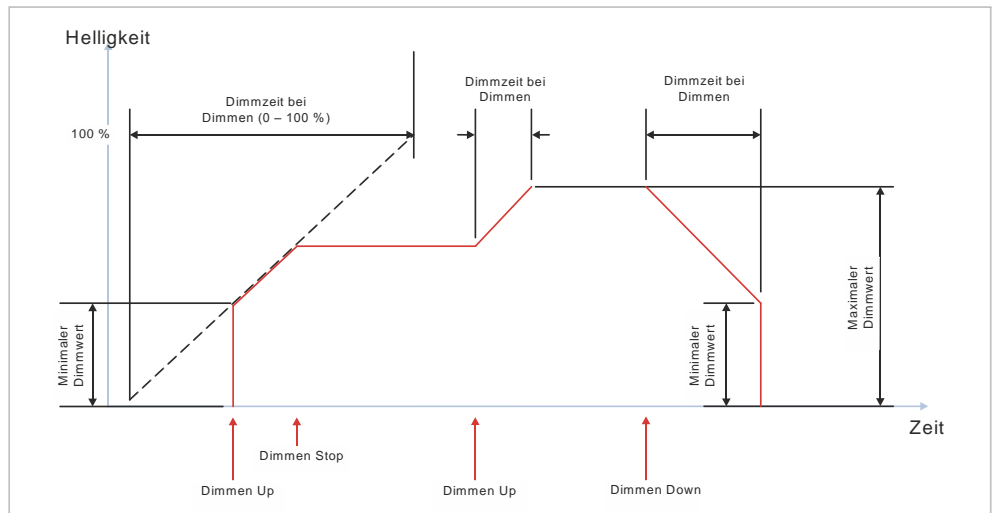 Helligkeit
Dimmzeit bei
Dimmen (0 – 100 %)
Dimmzeit bei
Dimmen
Dimmzeit bei
Dimmen
100 %
Minimaler
Dimmwert
Minimaler
Dimmwert
Maximaler
Dimmwert
Zeit
Dimmen Stop
Dimmen Up
Dimmen Up
Dimmen Down